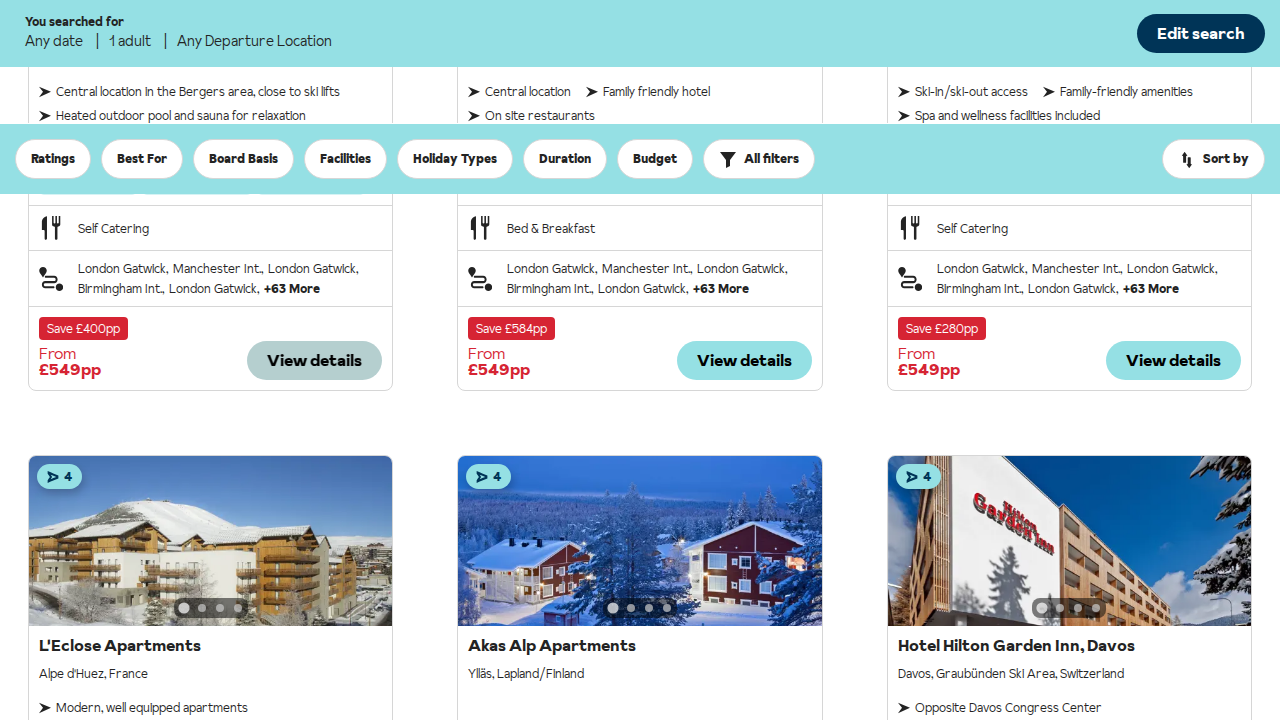 You searched for
Any date | 1 adult | Any Departure Location
Edit search
Central location in the Bergers area, close to ski lifts
Heated outdoor pool and sauna for relaxation
Central location Family friendly hotel
On site restaurants
Ski-in/ski-out access Family-friendly amenities
Spa and wellness facilities included
Ratings Best For Board Basis Facilities Holiday Types Duration Budget All filters Sort by
Self Catering
London Gatwick, Manchester Int., London Gatwick,
Birmingham Int., London Gatwick, +63 More
Save £400pp
From
£549pp
View details
Bed & Breakfast
London Gatwick, Manchester Int., London Gatwick,
Birmingham Int., London Gatwick, +63 More
Save £584pp
From
£549pp
View details
Self Catering
London Gatwick, Manchester Int., London Gatwick,
Birmingham Int., London Gatwick, +63 More
Save £280pp
From
£549pp
View details
4
L'Eclose Apartments
Alpe d'Huez, France
Modern, well equipped apartments
4
Akas Alp Apartments
Ylläs, Lapland/Finland
4
Hilton
Garden Inn
Hotel Hilton Garden Inn, Davos
Davos, Graubünden Ski Area, Switzerland
Opposite Davos Congress Center